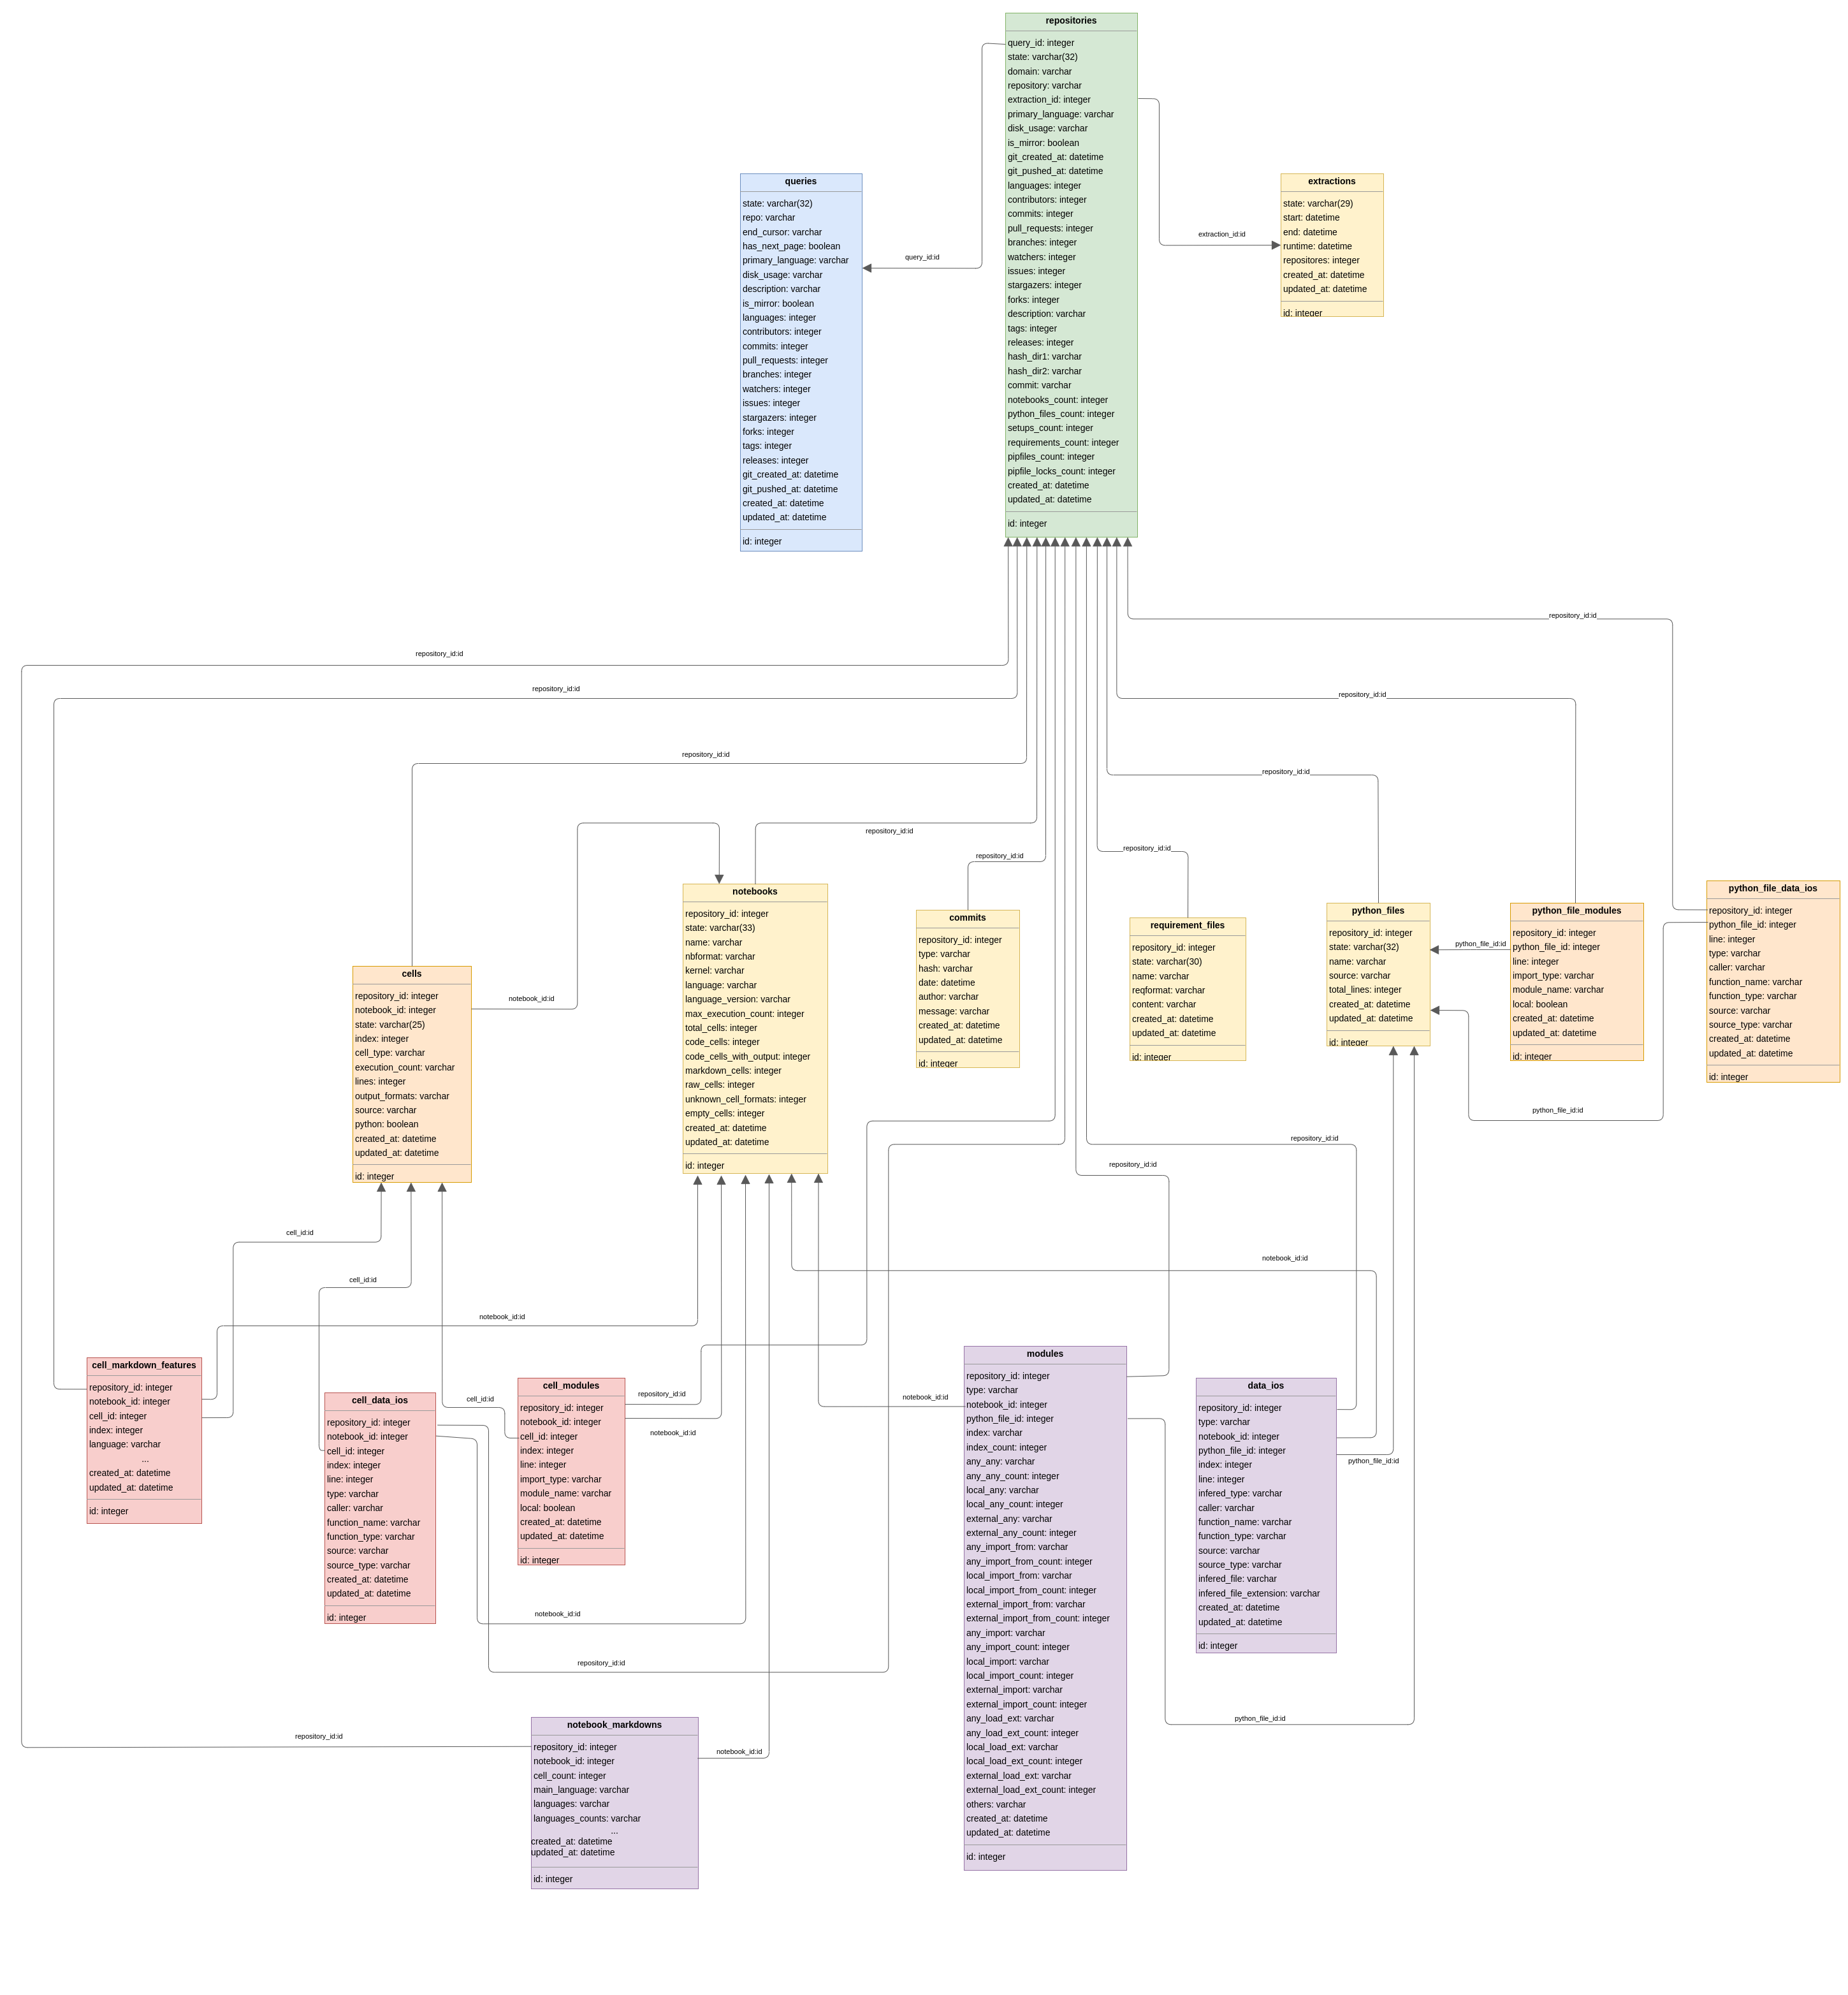 repositories
query_id: integer
state: varchar(32)
domain: varchar
repository: varchar
extraction_id: integer
primary_language: varchar
disk_usage: varchar
is_mirror: boolean
git_created_at: datetime
git_pushed_at: datetime
languages: integer
contributors: integer
commits: integer
pull_requests: integer
branches: integer
watchers: integer
issues: integer
stargazers: integer
forks: integer
description: varchar
tags: integer
releases: integer
hash_dir1: varchar
hash_dir2: varchar
commit: varchar
notebooks_count: integer
python_files_count: integer
setups_count: integer
requirements_count: integer
pipfiles_count: integer
pipfile_locks_count: integer
created_at: datetime
updated_at: datetime
id: integer
queries
state: varchar(32)
repo: varchar
end_cursor: varchar
has_next_page: boolean
primary_language: varchar
disk_usage: varchar
description: varchar
is_mirror: boolean
languages: integer
contributors: integer
commits: integer
pull_requests: integer
branches: integer
watchers: integer
issues: integer
stargazers: integer
forks: integer
tags: integer
releases: integer
git_created_at: datetime
git_pushed_at: datetime
created_at: datetime
updated_at: datetime
id: integer
query_id:id
extraction_id:id
extractions
state: varchar(29)
start: datetime
end: datetime
runtime: datetime
repositores: integer
created_at: datetime
updated_at: datetime
id: integer
repository_id:id
repository_id:id
repository_id:id
repository_id:id
repository_id:id
repository_id:id
repository_id:id
repository_id:id
repository_id:id
cells
repository_id: integer
notebook_id: integer
state: varchar(25)
index: integer
cell_type: varchar
execution_count: varchar
lines: integer
output_formats: varchar
source: varchar
python: boolean
created_at: datetime
updated_at: datetime
id: integer
notebook_id:id
notebooks
repository_id: integer
state: varchar(33)
name: varchar
nbformat: varchar
kernel: varchar
language: varchar
language_version: varchar
max_execution_count: integer
total_cells: integer
code_cells: integer
code_cells_with_output: integer
markdown_cells: integer
raw_cells: integer
unknown_cell_formats: integer
empty_cells: integer
created_at: datetime
updated_at: datetime
id: integer
commits
repository_id: integer
type: varchar
hash: varchar
date: datetime
author: varchar
message: varchar
created_at: datetime
updated_at: datetime
id: integer
requirement_files
repository_id: integer
state: varchar(30)
name: varchar
reqformat: varchar
content: varchar
created_at: datetime
updated_at: datetime
id: integer
python_files
repository_id: integer
state: varchar(32)
name: varchar
source: varchar
total_lines: integer
created_at: datetime
updated_at: datetime
id: integer
python_file_id:id
python_file_modules
repository_id: integer
python_file_id: integer
line: integer
import_type: varchar
module_name: varchar
local: boolean
created_at: datetime
updated_at: datetime
id: integer
python_file_data_ios
repository_id: integer
python_file_id: integer
line: integer
type: varchar
caller: varchar
function_name: varchar
function_type: varchar
source: varchar
source_type: varchar
created_at: datetime
updated_at: datetime
id: integer
python_file_id:id
repository_id:id
repository_id:id
cell_id:id
cell_id:id
notebook_id:id
notebook_id:id
cell_markdown_features
repository_id: integer
notebook_id: integer
cell_id: integer
index: integer
language: varchar
...
created_at: datetime
updated_at: datetime
id: integer
cell_data_ios
repository_id: integer
notebook_id: integer
cell_id: integer
index: integer
line: integer
type: varchar
caller: varchar
function_name: varchar
function_type: varchar
source: varchar
source_type: varchar
created_at: datetime
updated_at: datetime
id: integer
cell_id:id
cell_modules
repository_id: integer
notebook_id: integer
cell_id: integer
index: integer
line: integer
import_type: varchar
module_name: varchar
local: boolean
created_at: datetime
updated_at: datetime
id: integer
repository_id:id
notebook_id:id
notebook_id:id
modules
repository_id: integer
type: varchar
notebook_id: integer
python_file_id: integer
index: varchar
index_count: integer
any_any: varchar
any_any_count: integer
local_any: varchar
local_any_count: integer
external_any: varchar
external_any_count: integer
any_import_from: varchar
any_import_from_count: integer
local_import_from: varchar
local_import_from_count: integer
external_import_from: varchar
external_import_from_count: integer
any_import: varchar
any_import_count: integer
local_import: varchar
local_import_count: integer
external_import: varchar
external_import_count: integer
any_load_ext: varchar
any_load_ext_count: integer
local_load_ext: varchar
local_load_ext_count: integer
external_load_ext: varchar
external_load_ext_count: integer
others: varchar
created_at: datetime
updated_at: datetime
id: integer
data_ios
repository_id: integer
type: varchar
notebook_id: integer
python_file_id: integer
index: integer
line: integer
infered_type: varchar
caller: varchar
function_name: varchar
function_type: varchar
source: varchar
source_type: varchar
infered_file: varchar
infered_file_extension: varchar
created_at: datetime
updated_at: datetime
id: integer
python_file_id:id
notebook_id:id
repository_id:id
python_file_id:id
repository_id:id
notebook_markdowns
repository_id: integer
notebook_id: integer
cell_count: integer
main_language: varchar
languages: varchar
languages_counts: varchar
...
created_at: datetime
updated_at: datetime
id: integer
notebook_id:id